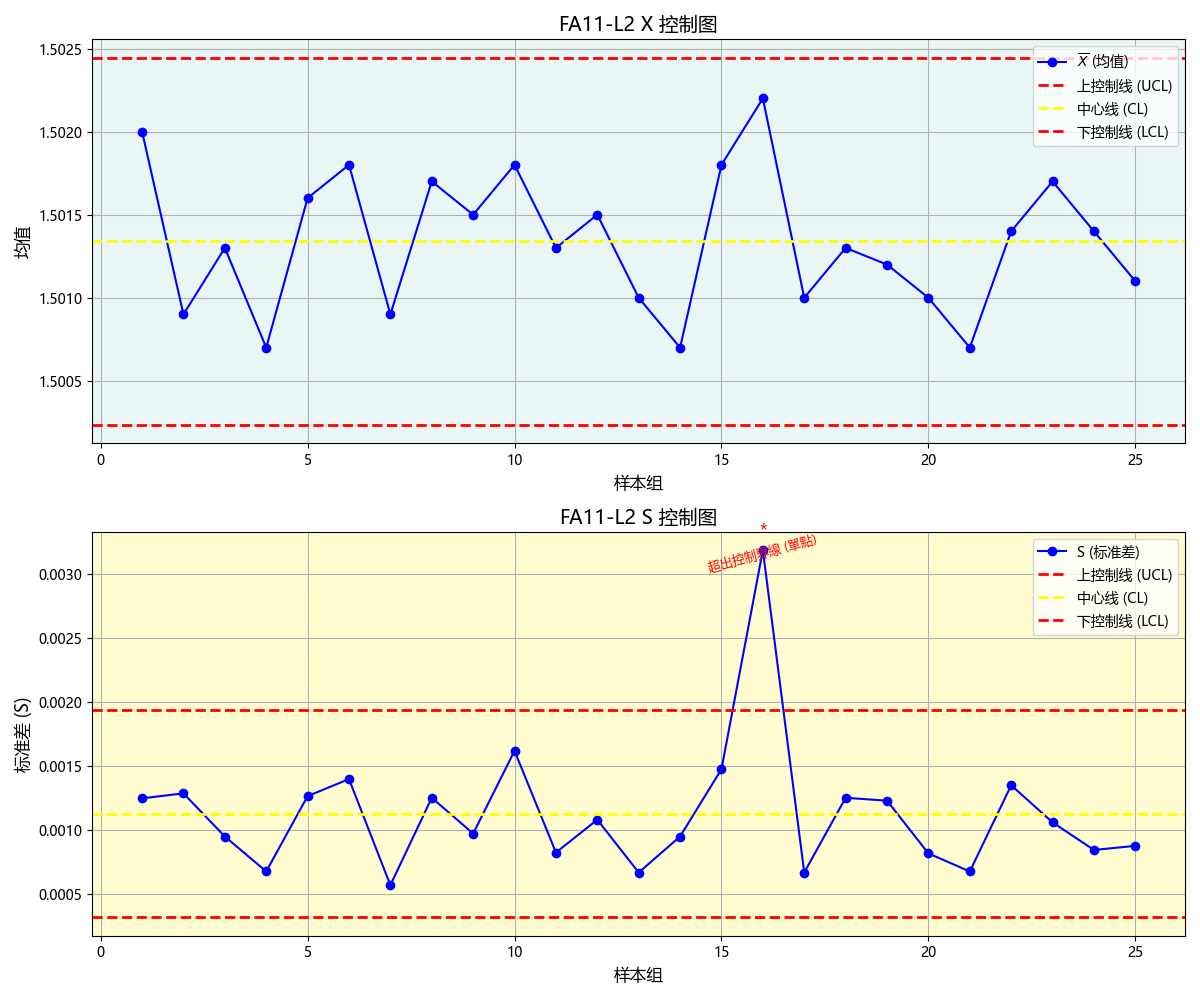 FA11-L2 X 控制图
1.5025
1.5020
1.5015
1.5010
1.5005
均值
X (均值)
上控制线 (UCL)
中心线 (CL)
下控制线 (LCL)
0 5 10 15 20 25
样本组
FA11-L2 S 控制图
*
超出控制界線 (單點)
0.0030
0.0025
0.0020
0.0015
0.0010
0.0005
标准差 (S)
S (标准差)
上控制线 (UCL)
中心线 (CL)
下控制线 (LCL)
0 5 10 15 20 25
样本组